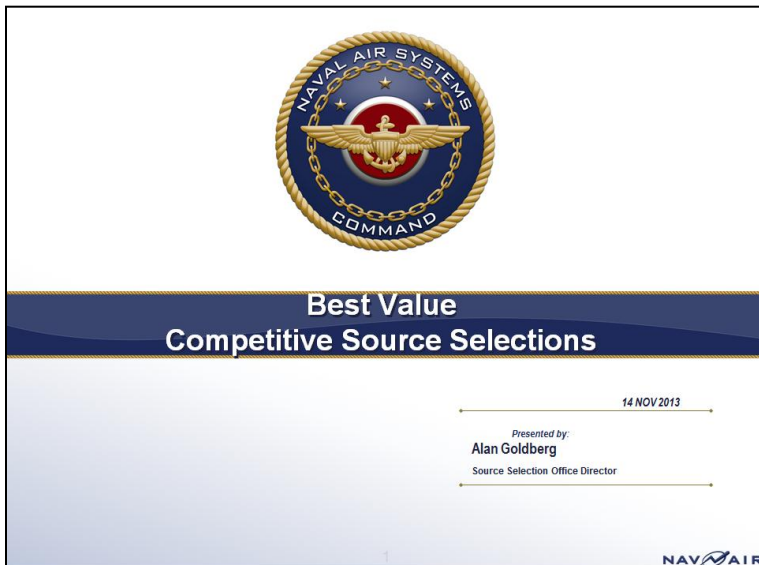 NAVAL AIR SYSTEMS
COMMAND
Best Value
Competitive Source Selections
14 NOV 2013
Presented by:
Alan Goldberg
Source Selection Office Director
1
NAVAIR